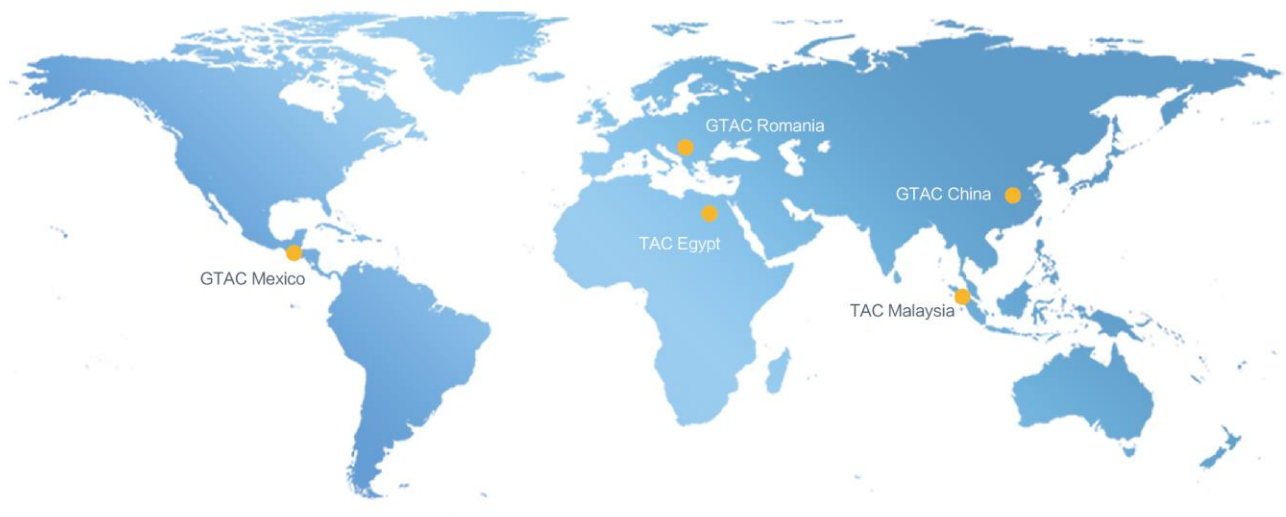 GTAC Romania
GTAC China
TAC Egypt
GTAC Mexico
TAC Malaysia